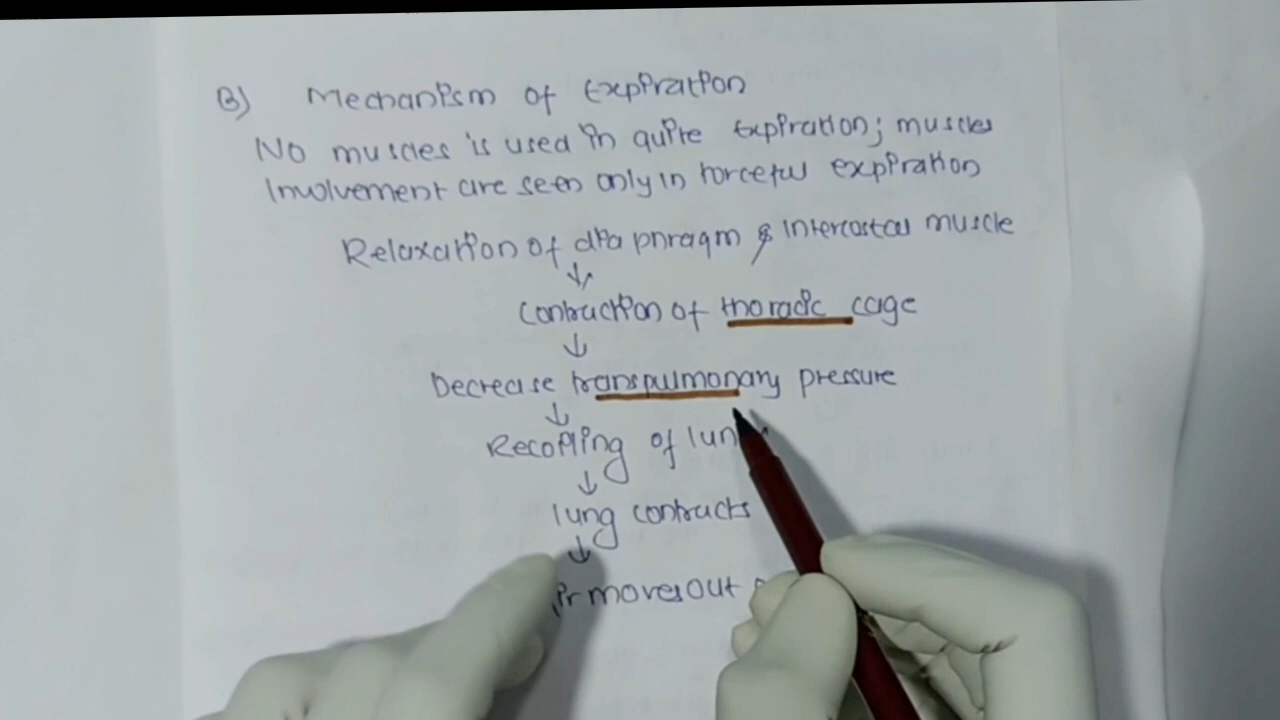 B) Mechanism of Expiration
No muscles is used in quite expiration; muscles
Involvement are seen only in forceful expiration
Relaxation of diaphragm & intercostal muscle
↓
Contraction of thoracic cage
↓
Decrease transpulmonary pressure
↓
Recoiling of
↓
lung contracts
↓
moves out